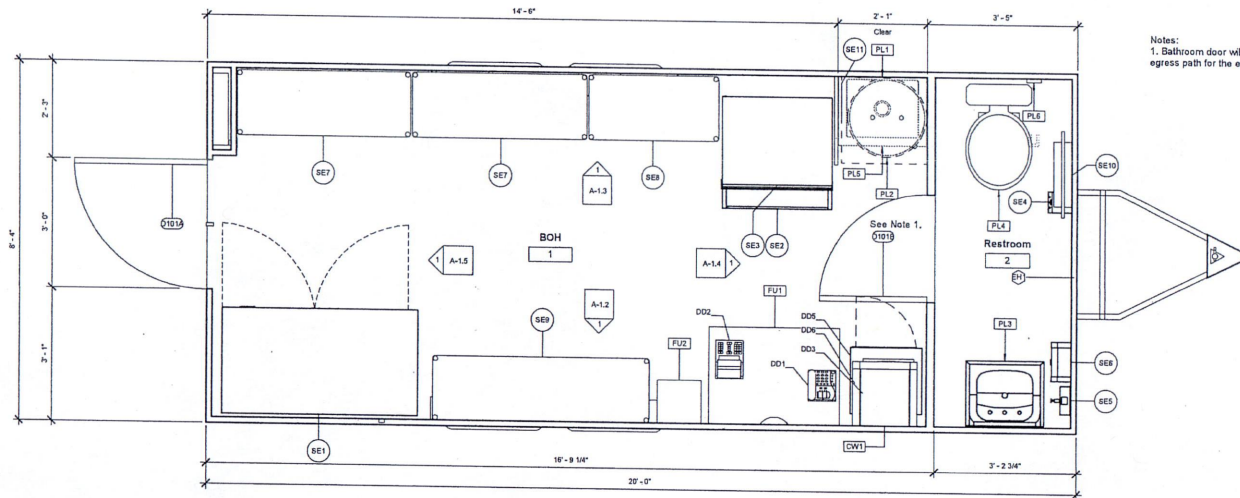 14' - 6"
2' - 1"
3' - 5"
Clear
Notes:
1. Bathroom door wil
egress path for the e
SE11
PL1
8' - 4"
2' - 3"
3' - 0"
3' - 1"
PL6
SE7
SE7
SE8
PL5
PL2
SE10
SE4
PL4
D101A
1
A-1.3
See Note 1.
D101B
SE3
SE2
BOH
1
1
A-1.5
A-1.4
1
Restroom
2
EH1
A-1.2
1
FU1
SE9
DD2
DD5
DD6
DD3
PL3
FU2
DD1
SE6
SE5
SE1
CW1
16' - 9 1/4"
3' - 2 3/4"
20' - 0"